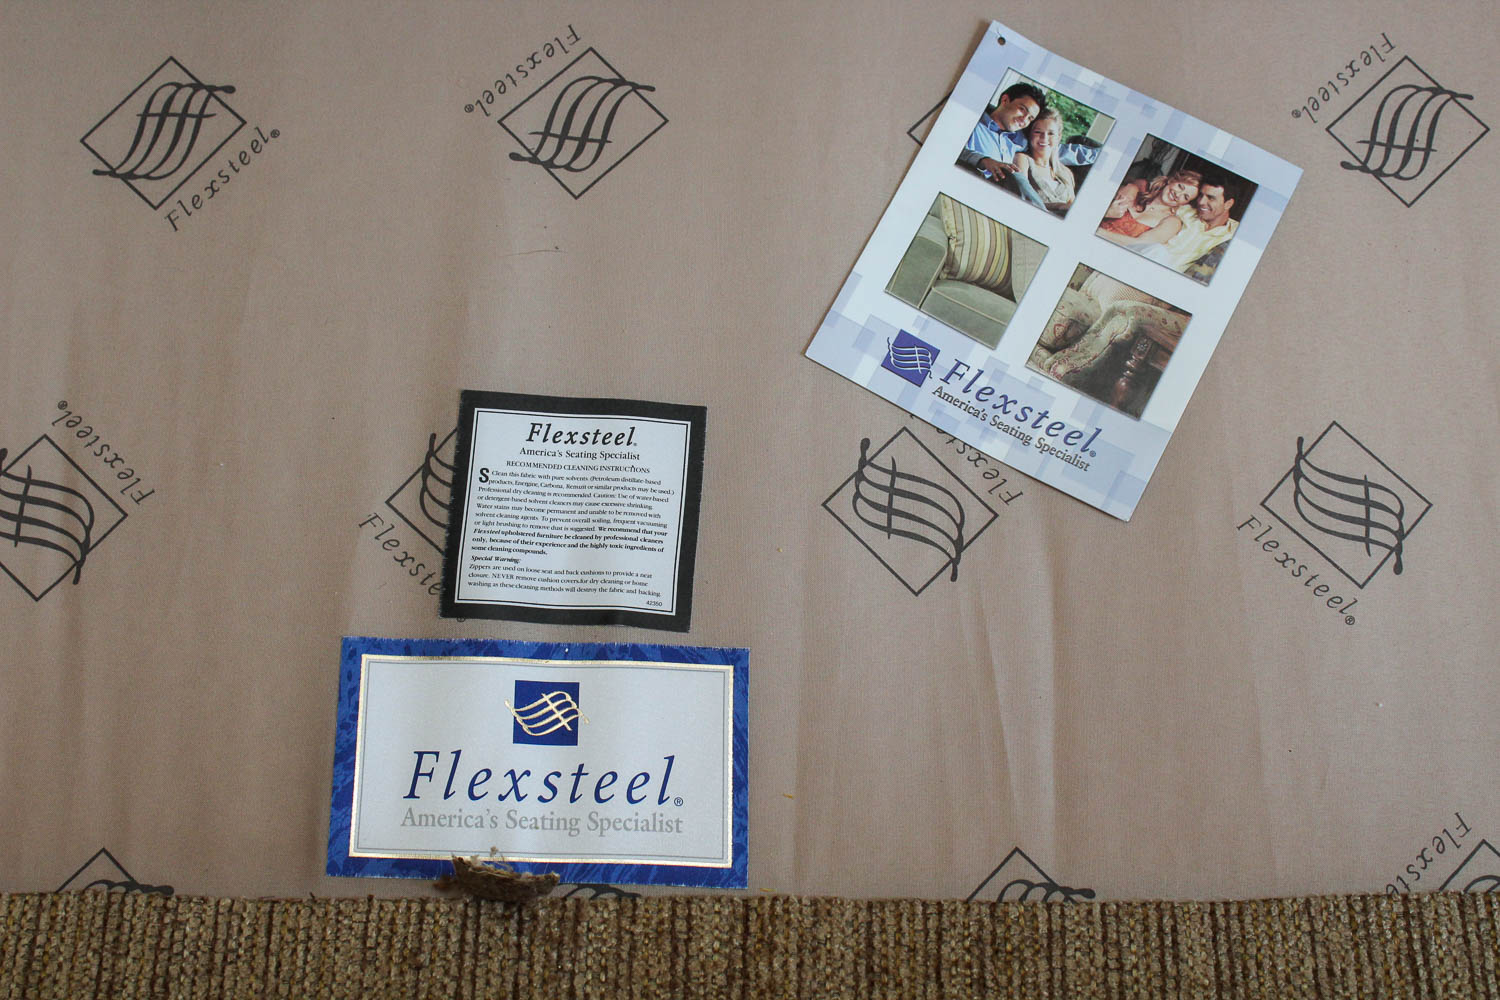 Flexsteel®
Flexsteel®
Flexsteel®
Flexsteel
America's Seating Specialist
Flexsteel®
Flexste
Flexsteel®
Flexsteel.
America's Seating Specialist
RECOMMENDED CLEANING INSTRUCTIONS
S Clean this fabric with pure solvents (Petroleum distillate-based
products, Energine, Carbona, Renuit or similar products may be used.)
Professional dry cleaning is recommended. Caution: Use of water-based
or detergent-based solvent cleaners may cause excessive shrinking.
Water stains may become permanent and unable to be removed with
solvent cleaning agents. To prevent overall soiling, frequent vacuuming
or light brushing to remove dust is suggested. We recommend that your
Flexsteel upholstered furniture be cleaned by professional cleaners
only, because of their experience and the highly toxic ingredients of
some cleaning compounds.
Special Warning:
Zippers are used on loose seat and back cushions to provide a neat
closure. NEVER remove cushion covers for dry cleaning or home
washing as these cleaning methods will destroy the fabric and backing.
42360
Flexsteel®
America's Seating Specialist
Flexsteel